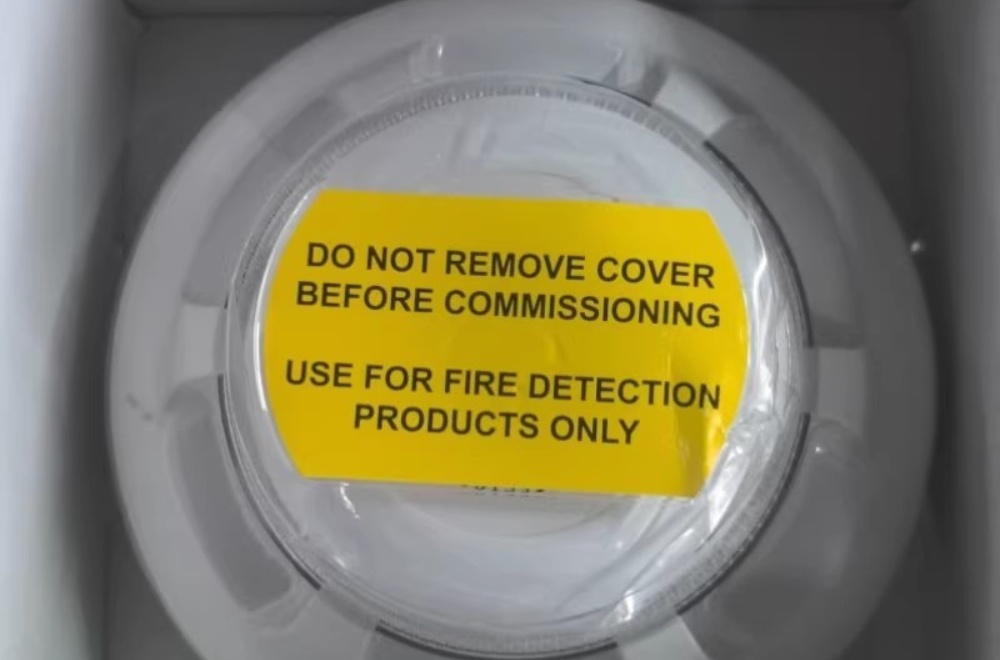 DO NOT REMOVE COVER
BEFORE COMMISSIONING
USE FOR FIRE DETECTION
PRODUCTS ONLY